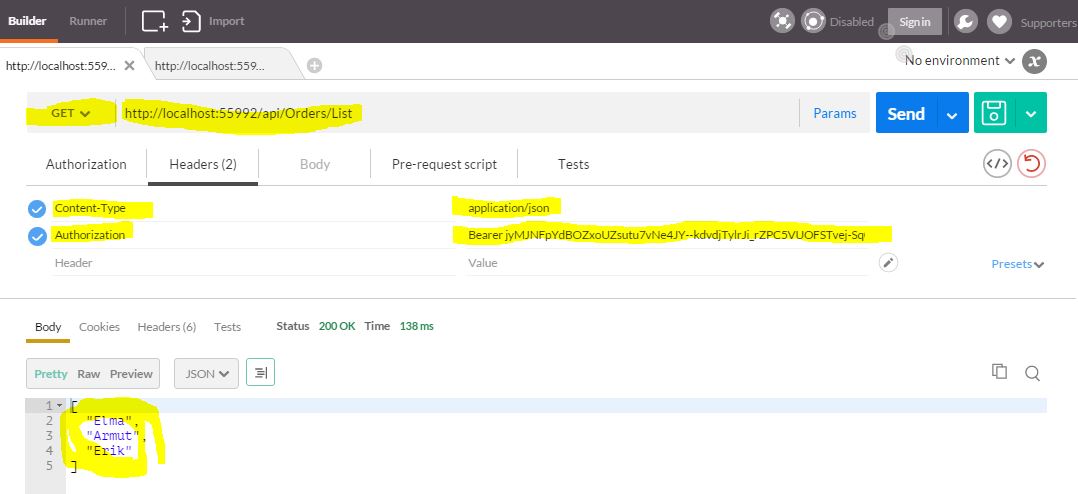 Builder Runner Import Disabled Sign in Supporters
http://localhost:559... http://localhost:559... No environment
GET http://localhost:55992/api/Orders/List Params Send
Authorization Headers (2) Body Pre-request script Tests
Content-Type application/json
Authorization Bearer jyMJNFpYdBOZxoUZsutu7vNe4JY--kdvdjTylrJi_rZPC5VUOFSTvej-Sq
Header Value Presets
Body Cookies Headers (6) Tests Status 200 OK Time 138 ms
Pretty Raw Preview JSON
1 [
2 "Elma",
3 "Armut",
4 "Erik"
5 ]